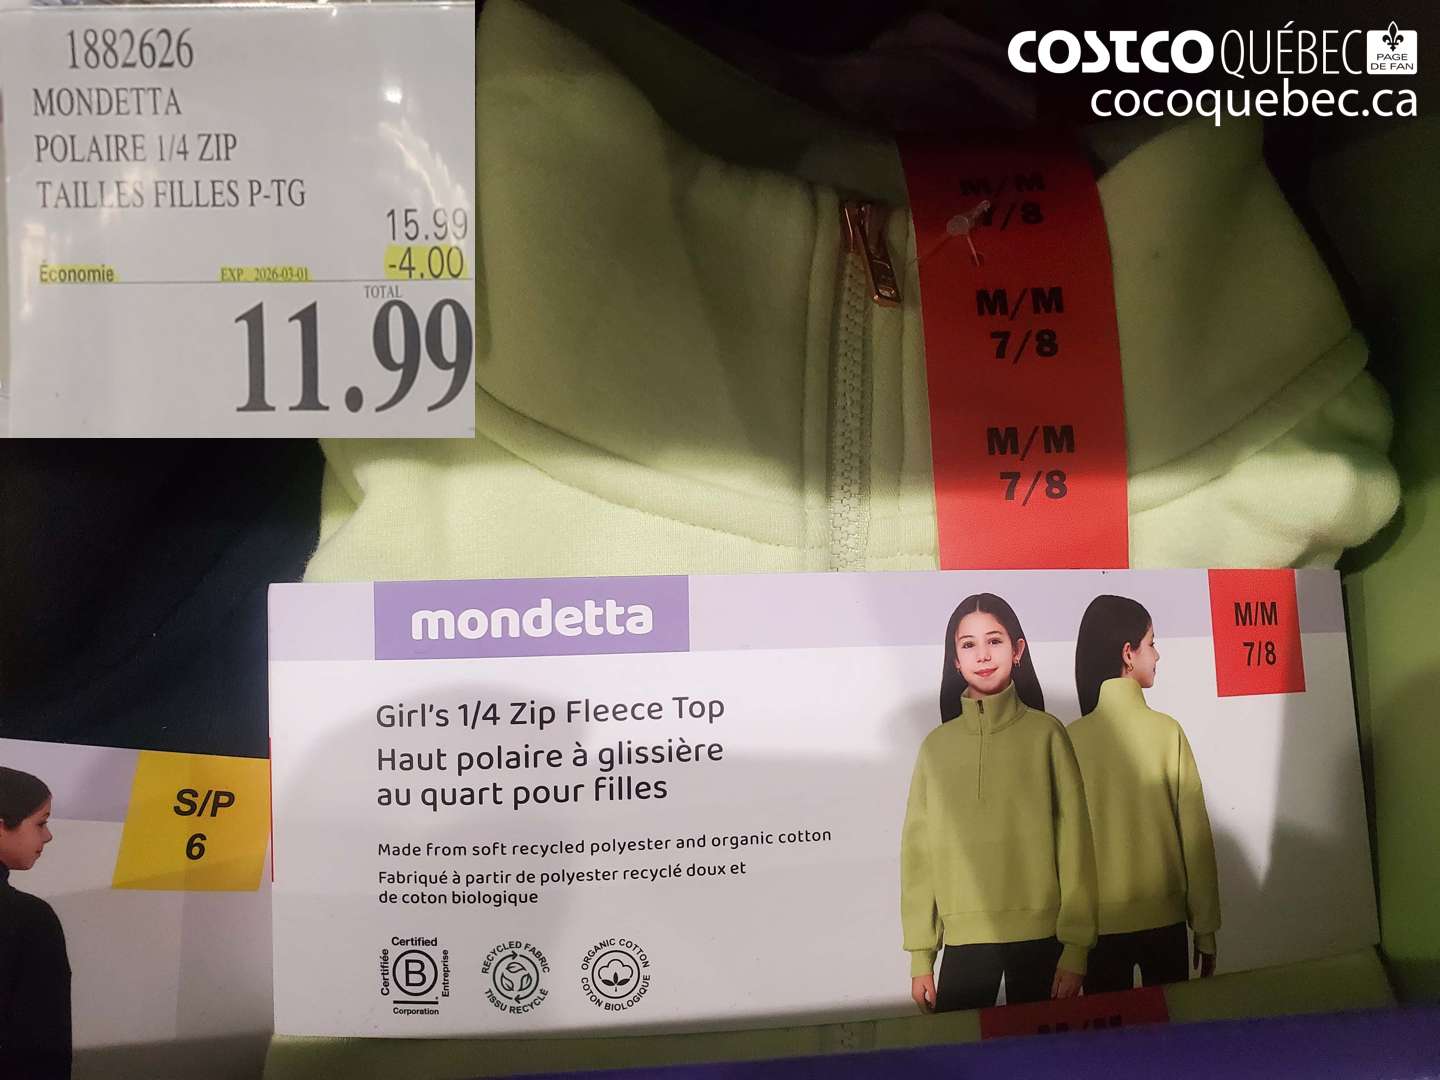 1882626
MONDETTA
POLAIRE 1/4 ZIP
TAILLES FILLES P-TG
15.99
Économie EXP 2026-03-01 -4.00
TOTAL
11.99
COSTCO QUÉBEC PAGE DE FAN
cocoquebec.ca
M/M
7/8
M/M
7/8
M/M
7/8
mondetta
M/M
7/8
Girl's 1/4 Zip Fleece Top
Haut polaire à glissière
au quart pour filles
Made from soft recycled polyester and organic cotton
Fabriqué à partir de polyester recyclé doux et
de coton biologique
Certified
Certifiée
B
Entreprise
Corporation
RECYCLED FABRIC
TISSU RECYCLÉ
ORGANIC COTTON
COTON BIOLOGIQUE
S/P
6
M/M